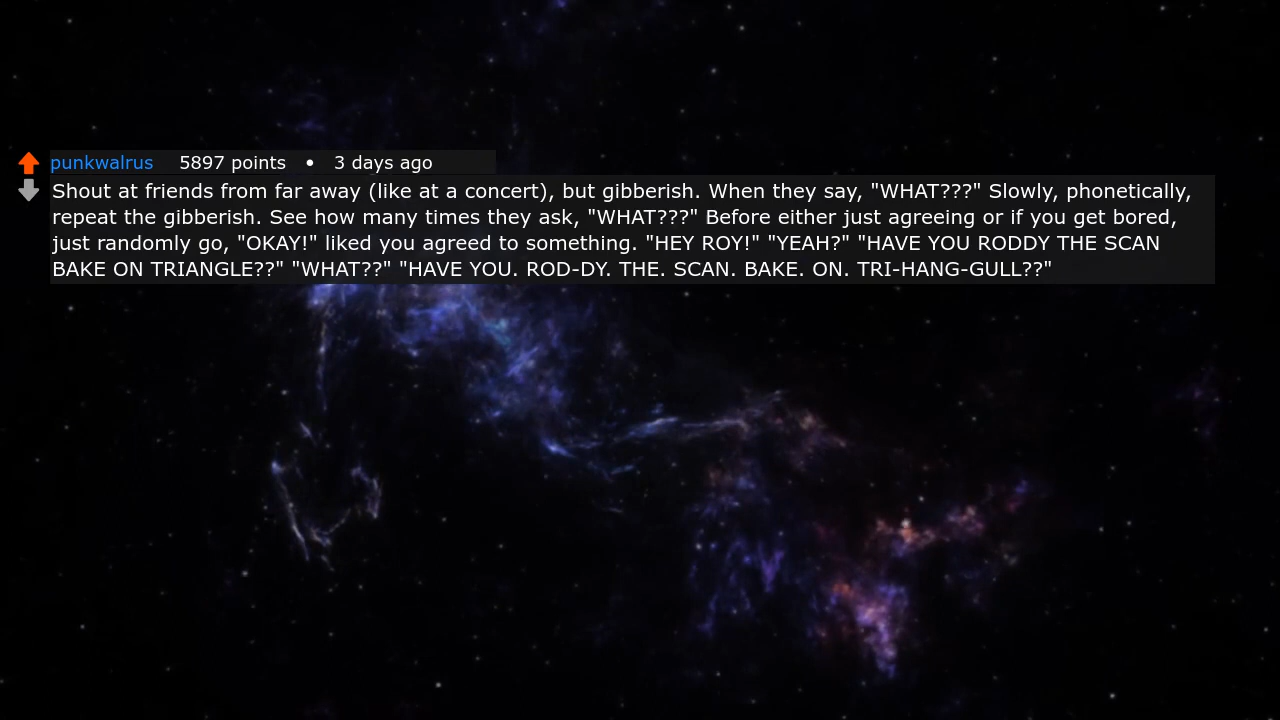 punkwalrus 5897 points • 3 days ago
Shout at friends from far away (like at a concert), but gibberish. When they say, "WHAT???" Slowly, phonetically,
repeat the gibberish. See how many times they ask, "WHAT???" Before either just agreeing or if you get bored,
just randomly go, "OKAY!" liked you agreed to something. "HEY ROY!" "YEAH?" "HAVE YOU RODDY THE SCAN
BAKE ON TRIANGLE??" "WHAT??" "HAVE YOU. ROD-DY. THE. SCAN. BAKE. ON. TRI-HANG-GULL??"